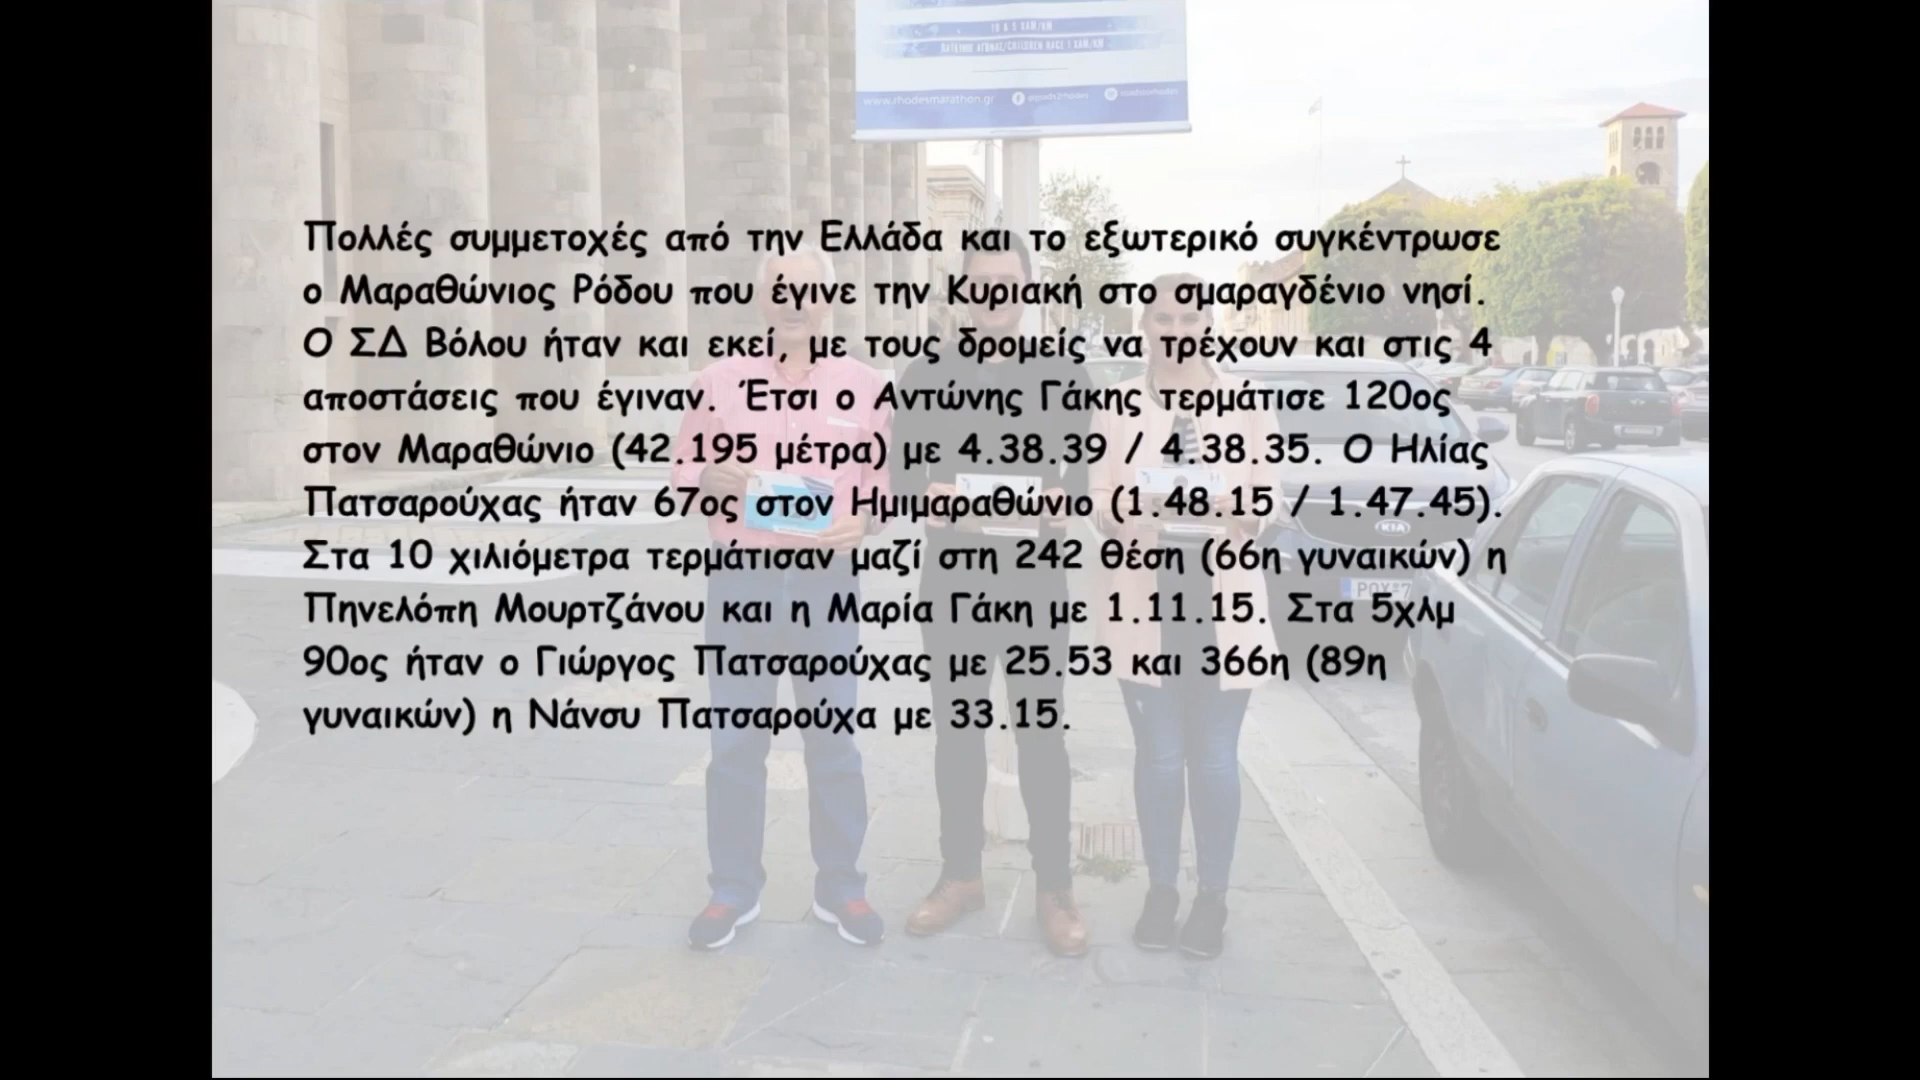 10 & 5 ΧΛΜ/KM
www.rhodesmarathon.gr
Πολλές συμμετοχές από την Ελλάδα και το εξωτερικό συγκέντρωσε
ο Μαραθώνιος Ρόδου που έγινε την Κυριακή στο σμαραγδένιο νησί.
Ο ΣΔ Βόλου ήταν και εκεί, με τους δρομείς να τρέχουν και στις 4
αποστάσεις που έγιναν. Έτσι ο Αντώνης Γάκης τερμάτισε 120ος
στον Μαραθώνιο (42.195 μέτρα) με 4.38.39 / 4.38.35. Ο Ηλίας
Πατσαρούχας ήταν 67ος στον Ημιμαραθώνιο (1.48.15 / 1.47.45).
Στα 10 χιλιόμετρα τερμάτισαν μαζί στη 242 θέση (66η γυναικών) η
Πηνελόπη Μουρτζάνου και η Μαρία Γάκη με 1.11.15. Στα 5χλμ
90ος ήταν ο Γιώργος Πατσαρούχας με 25.53 και 366η (89η
γυναικών) η Νάνσυ Πατσαρούχα με 33.15.
KIA